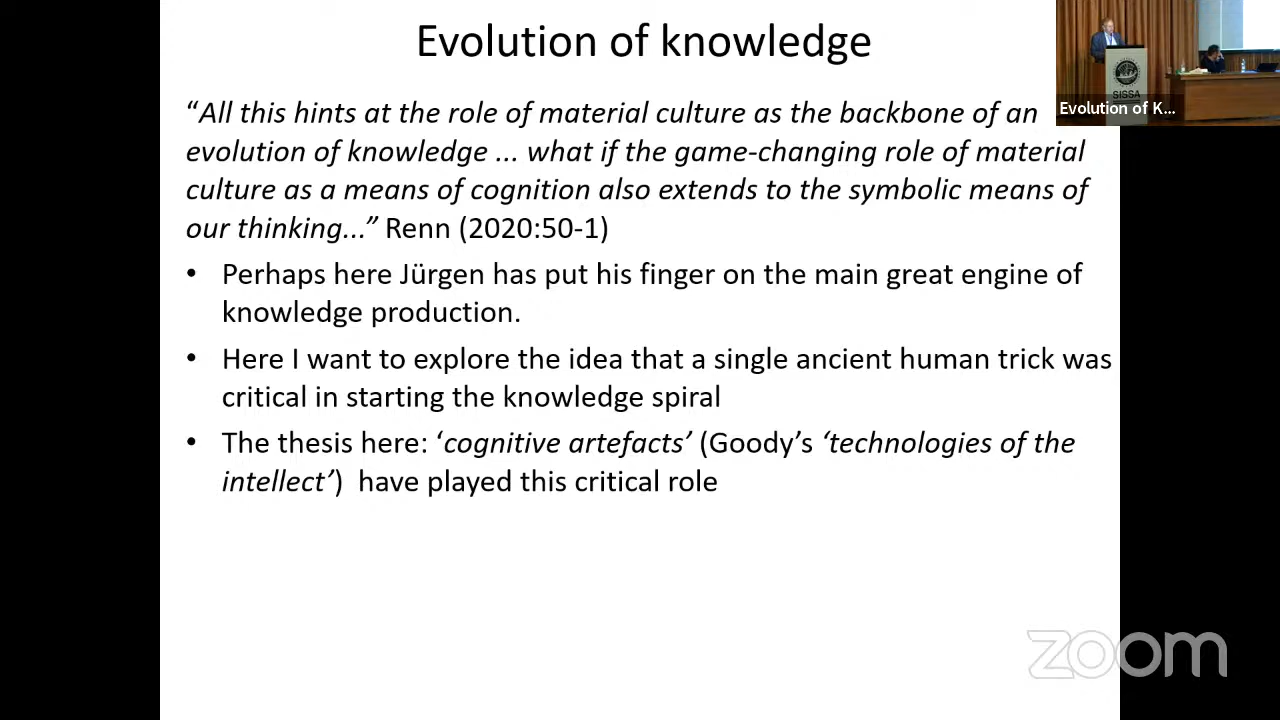 Evolution of knowledge
“All this hints at the role of material culture as the backbone of an
evolution of knowledge ... what if the game-changing role of material
culture as a means of cognition also extends to the symbolic means of
our thinking...” Renn (2020:50-1)
• Perhaps here Jürgen has put his finger on the main great engine of
knowledge production.
• Here I want to explore the idea that a single ancient human trick was
critical in starting the knowledge spiral
• The thesis here: ‘cognitive artefacts’ (Goody’s ‘technologies of the
intellect’) have played this critical role
SISSA
Evolution of K...
zoom